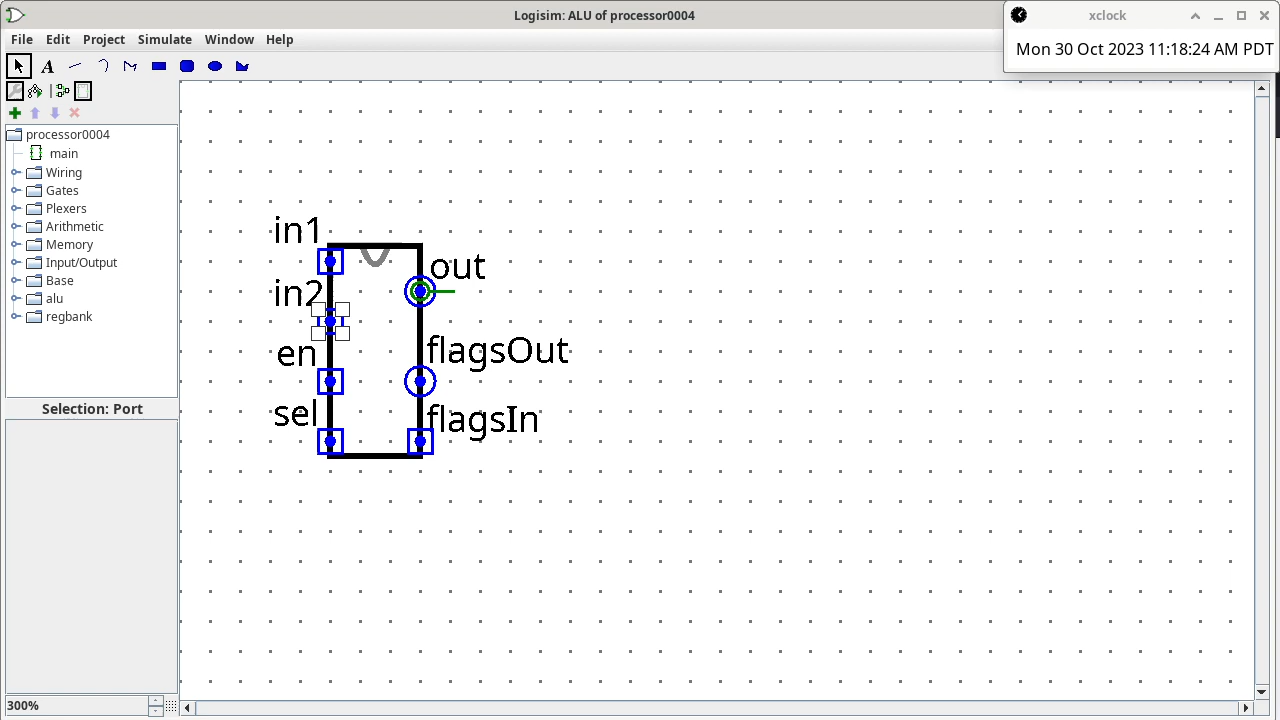 Logisim: ALU of processor0004
xclock
File Edit Project Simulate Window Help
Mon 30 Oct 2023 11:18:24 AM PDT
A
processor0004
main
Wiring
Gates
Plexers
Arithmetic
Memory
Input/Output
Base
alu
regbank
Selection: Port
300%
in1
out
in2
flagsOut
en
sel
flagsIn